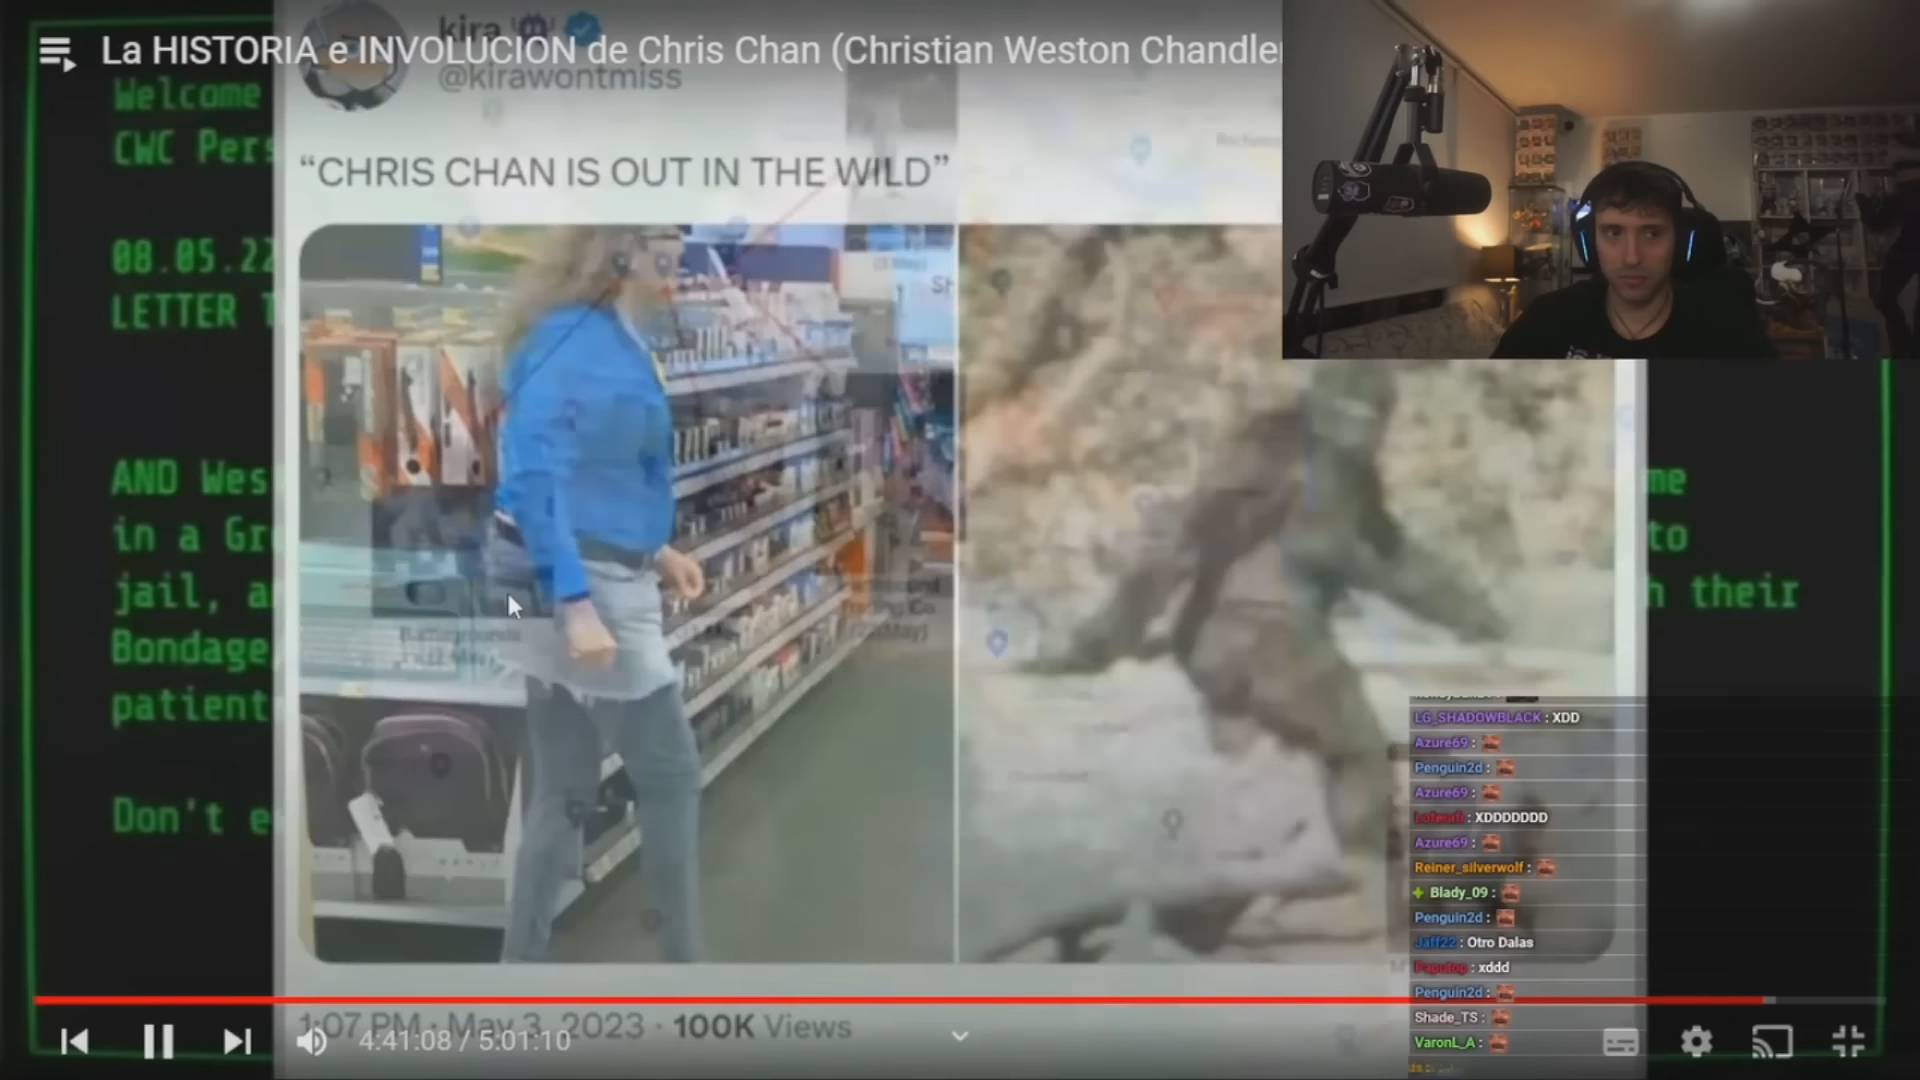 kira
La HISTORIA e INVOLUCION de Chris Chan (Christian Weston Chandler
@kirawontmiss
Welcome
CWC Pers
“CHRIS CHAN IS OUT IN THE WILD”
08.05.22
LETTER
AND Wes
in a Gr
jail, a
Bondage
patient
Don't e
me
to
h their
LG_SHADOWBLACK : XDD
Azure69 :
Penguin2d :
Azure69 :
: XDDDDDDD
Azure69 :
Reiner_silverwolf :
Blady_09 :
Penguin2d :
Jaff22 : Otro Dalas
: xddd
Penguin2d :
Shade_TS :
VaronL_A :
1:07 PM · May 3, 2023 · 100K Views
4:41:08 / 5:01:10